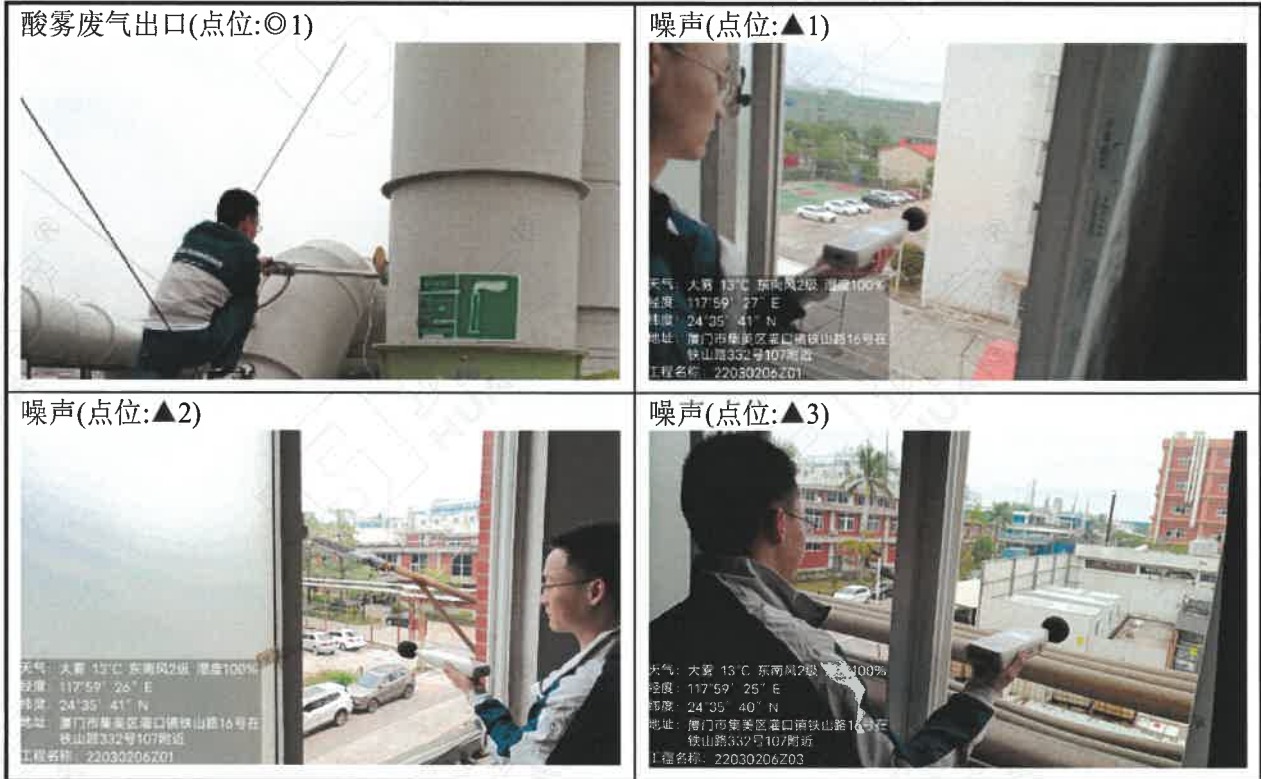 酸雾废气出口(点位:◎1)
噪声(点位:▲1)
天气: 大雾 13°C 东南风2级 湿度100%
经度: 117°59′27″E
纬度: 24°35′41″N
地址: 厦门市集美区灌口镇铁山路16号在
铁山路332号107附近
工程名称: 22030206Z01
噪声(点位:▲2)
天气: 大雾 13°C 东南风2级 湿度100%
经度: 117°59′26″E
纬度: 24°35′41″N
地址: 厦门市集美区灌口镇铁山路16号在
铁山路332号107附近
工程名称: 22030206Z01
噪声(点位:▲3)
天气: 大雾 13°C 东南风2级 100%
经度: 117°59′25″E
纬度: 24°35′40″N
地址: 厦门市集美区灌口镇铁山路16号在
铁山路332号107附近
工程名称: 22030206Z03